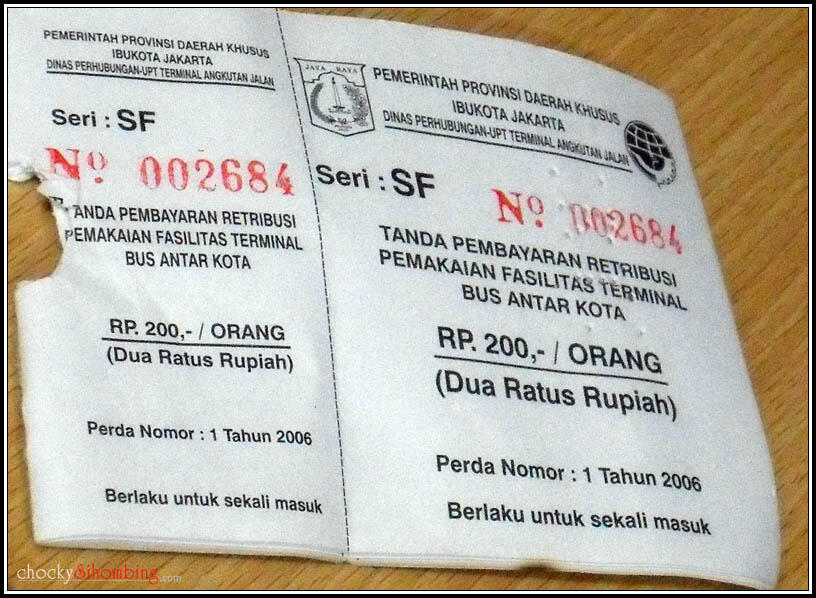 PEMERINTAH PROVINSI DAERAH KHUSUS
IBUKOTA JAKARTA
DINAS PERHUBUNGAN-UPT TERMINAL ANGKUTAN JALAN
Seri : SF
Nº 002684
TANDA PEMBAYARAN RETRIBUSI
PEMAKAIAN FASILITAS TERMINAL
BUS ANTAR KOTA
RP. 200,- / ORANG
(Dua Ratus Rupiah)
Perda Nomor : 1 Tahun 2006
Berlaku untuk sekali masuk
JAYA RAYA
PEMERINTAH PROVINSI DAERAH KHUSUS
IBUKOTA JAKARTA
DINAS PERHUBUNGAN-UPT TERMINAL ANGKUTAN JALAN
Seri : SF
Nº 002684
TANDA PEMBAYARAN RETRIBUSI
PEMAKAIAN FASILITAS TERMINAL
BUS ANTAR KOTA
RP. 200,- / ORANG
(Dua Ratus Rupiah)
Perda Nomor : 1 Tahun 2006
Berlaku untuk sekali masuk
chockySihombing.com